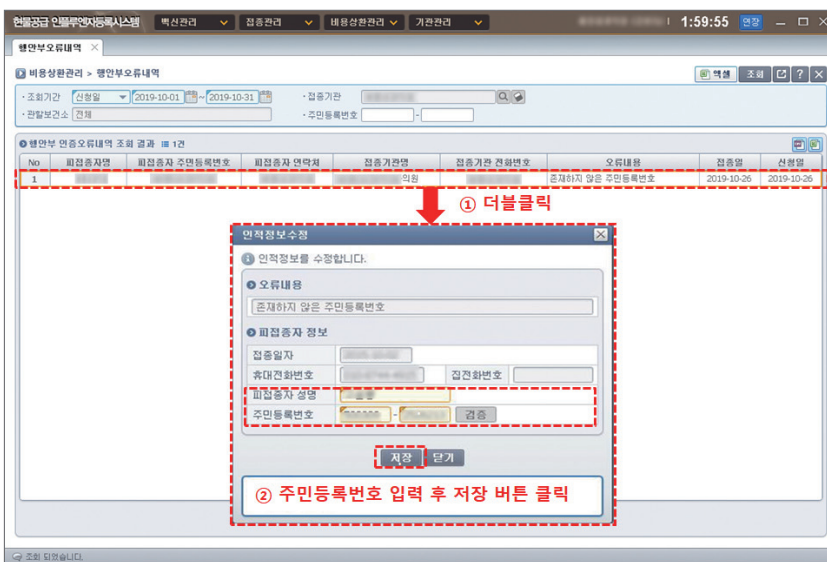 현물공급 인플루엔자등록시스템 백신관리 접종관리 비용상환관리 기관관리 1:59:55 연장
행안부오류내역
비용상환관리 > 행안부오류내역 엑셀 조회 ? X
·조회기간 신청일 2019-10-01 ~ 2019-10-31 ·접종기관
·관할보건소 전체 ·주민등록번호 -
행안부 인증오류내역 조회 결과 1건
No 피접종자명 피접종자 주민등록번호 피접종자 연락처 접종기관명 접종기관 전화번호 오류내용 접종일 신청일
1 의원 존재하지 않은 주민등록번호 2019-10-26 2019-10-26
① 더블클릭
인적정보수정
인적정보를 수정합니다.
오류내용
존재하지 않은 주민등록번호
피접종자 정보
접종일자
휴대전화번호 집전화번호
피접종자 성명
주민등록번호 - 검증
저장 닫기
② 주민등록번호 입력 후 저장 버튼 클릭
조회 되었습니다.